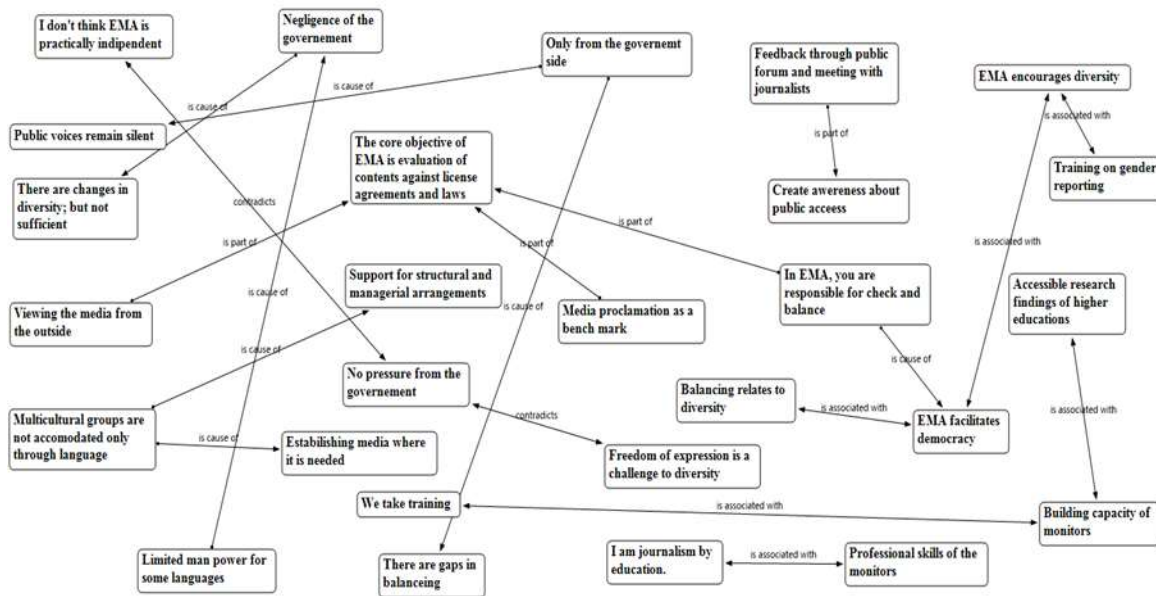 I don't think EMA is
practically indipendent
Negligence of the
governement
Only from the governemt
side
Feedback through public
forum and meeting with
journalists
EMA encourages diversity
is cause of
is cause of
is associated with
Public voices remain silent
The core objective of
EMA is evaluation of
contents against license
agreements and laws
is part of
Training on gender
reporting
There are changes in
diversity; but not
sufficient
contradicts
Create awereness about
public acceess
is part of
is part of
is part of
is associated with
Viewing the media from
the outside
is cause of
Support for structural and
managerial arrangements
is cause of
Media proclamation as a
bench mark
In EMA, you are
responsible for check and
balance
Accessible research
findings of higher
educations
is cause of
No pressure from the
governement
is cause of
Balancing relates to
diversity
is associated with
EMA facilitates
democracy
is associated with
Multicultural groups are
not accomodated only
through language
is cause of
Estabilishing media where
it is needed
contradicts
Freedom of expression is a
challenge to diversity
We take training
is associated with
Building capacity of
monitors
Limited man power for
some languages
There are gaps in
balanceing
I am journalism by
education.
is associated with
Professional skills of the
monitors